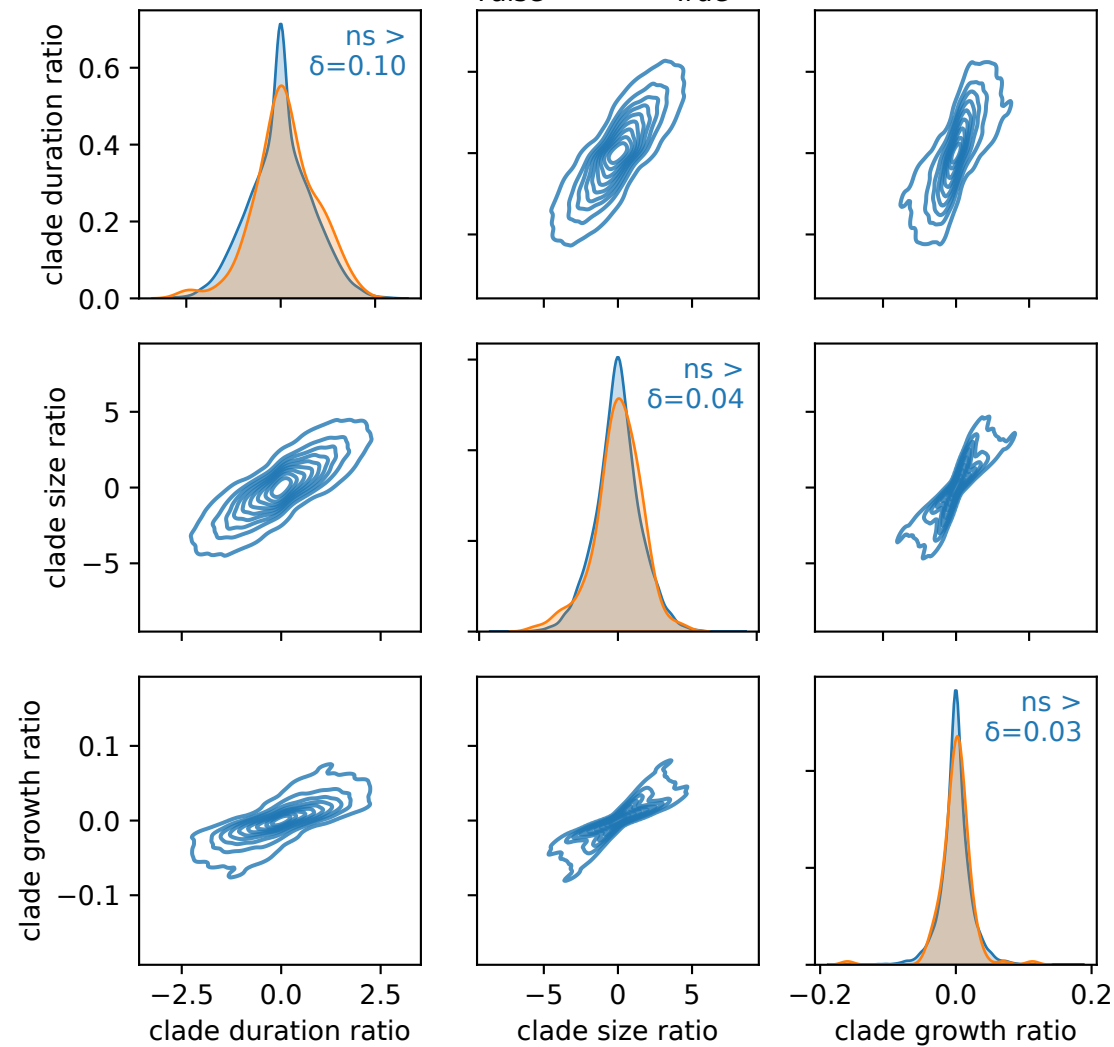 clade duration ratio
0.6
0.4
0.2
0.0
ns >
δ=0.10
clade size ratio
5
0
−5
ns >
δ=0.04
clade growth ratio
0.1
0.0
−0.1
ns >
δ=0.03
−2.5 0.0 2.5
−5 0 5
−0.2 0.0 0.2
clade duration ratio
clade size ratio
clade growth ratio